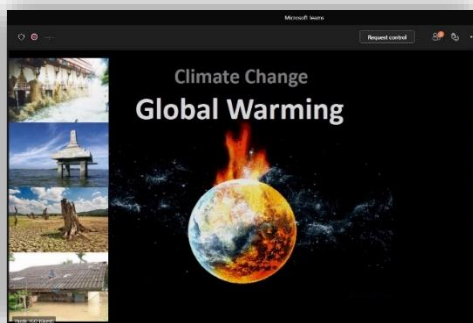 Microsoft Teams
Request control
Climate Change
Global Warming